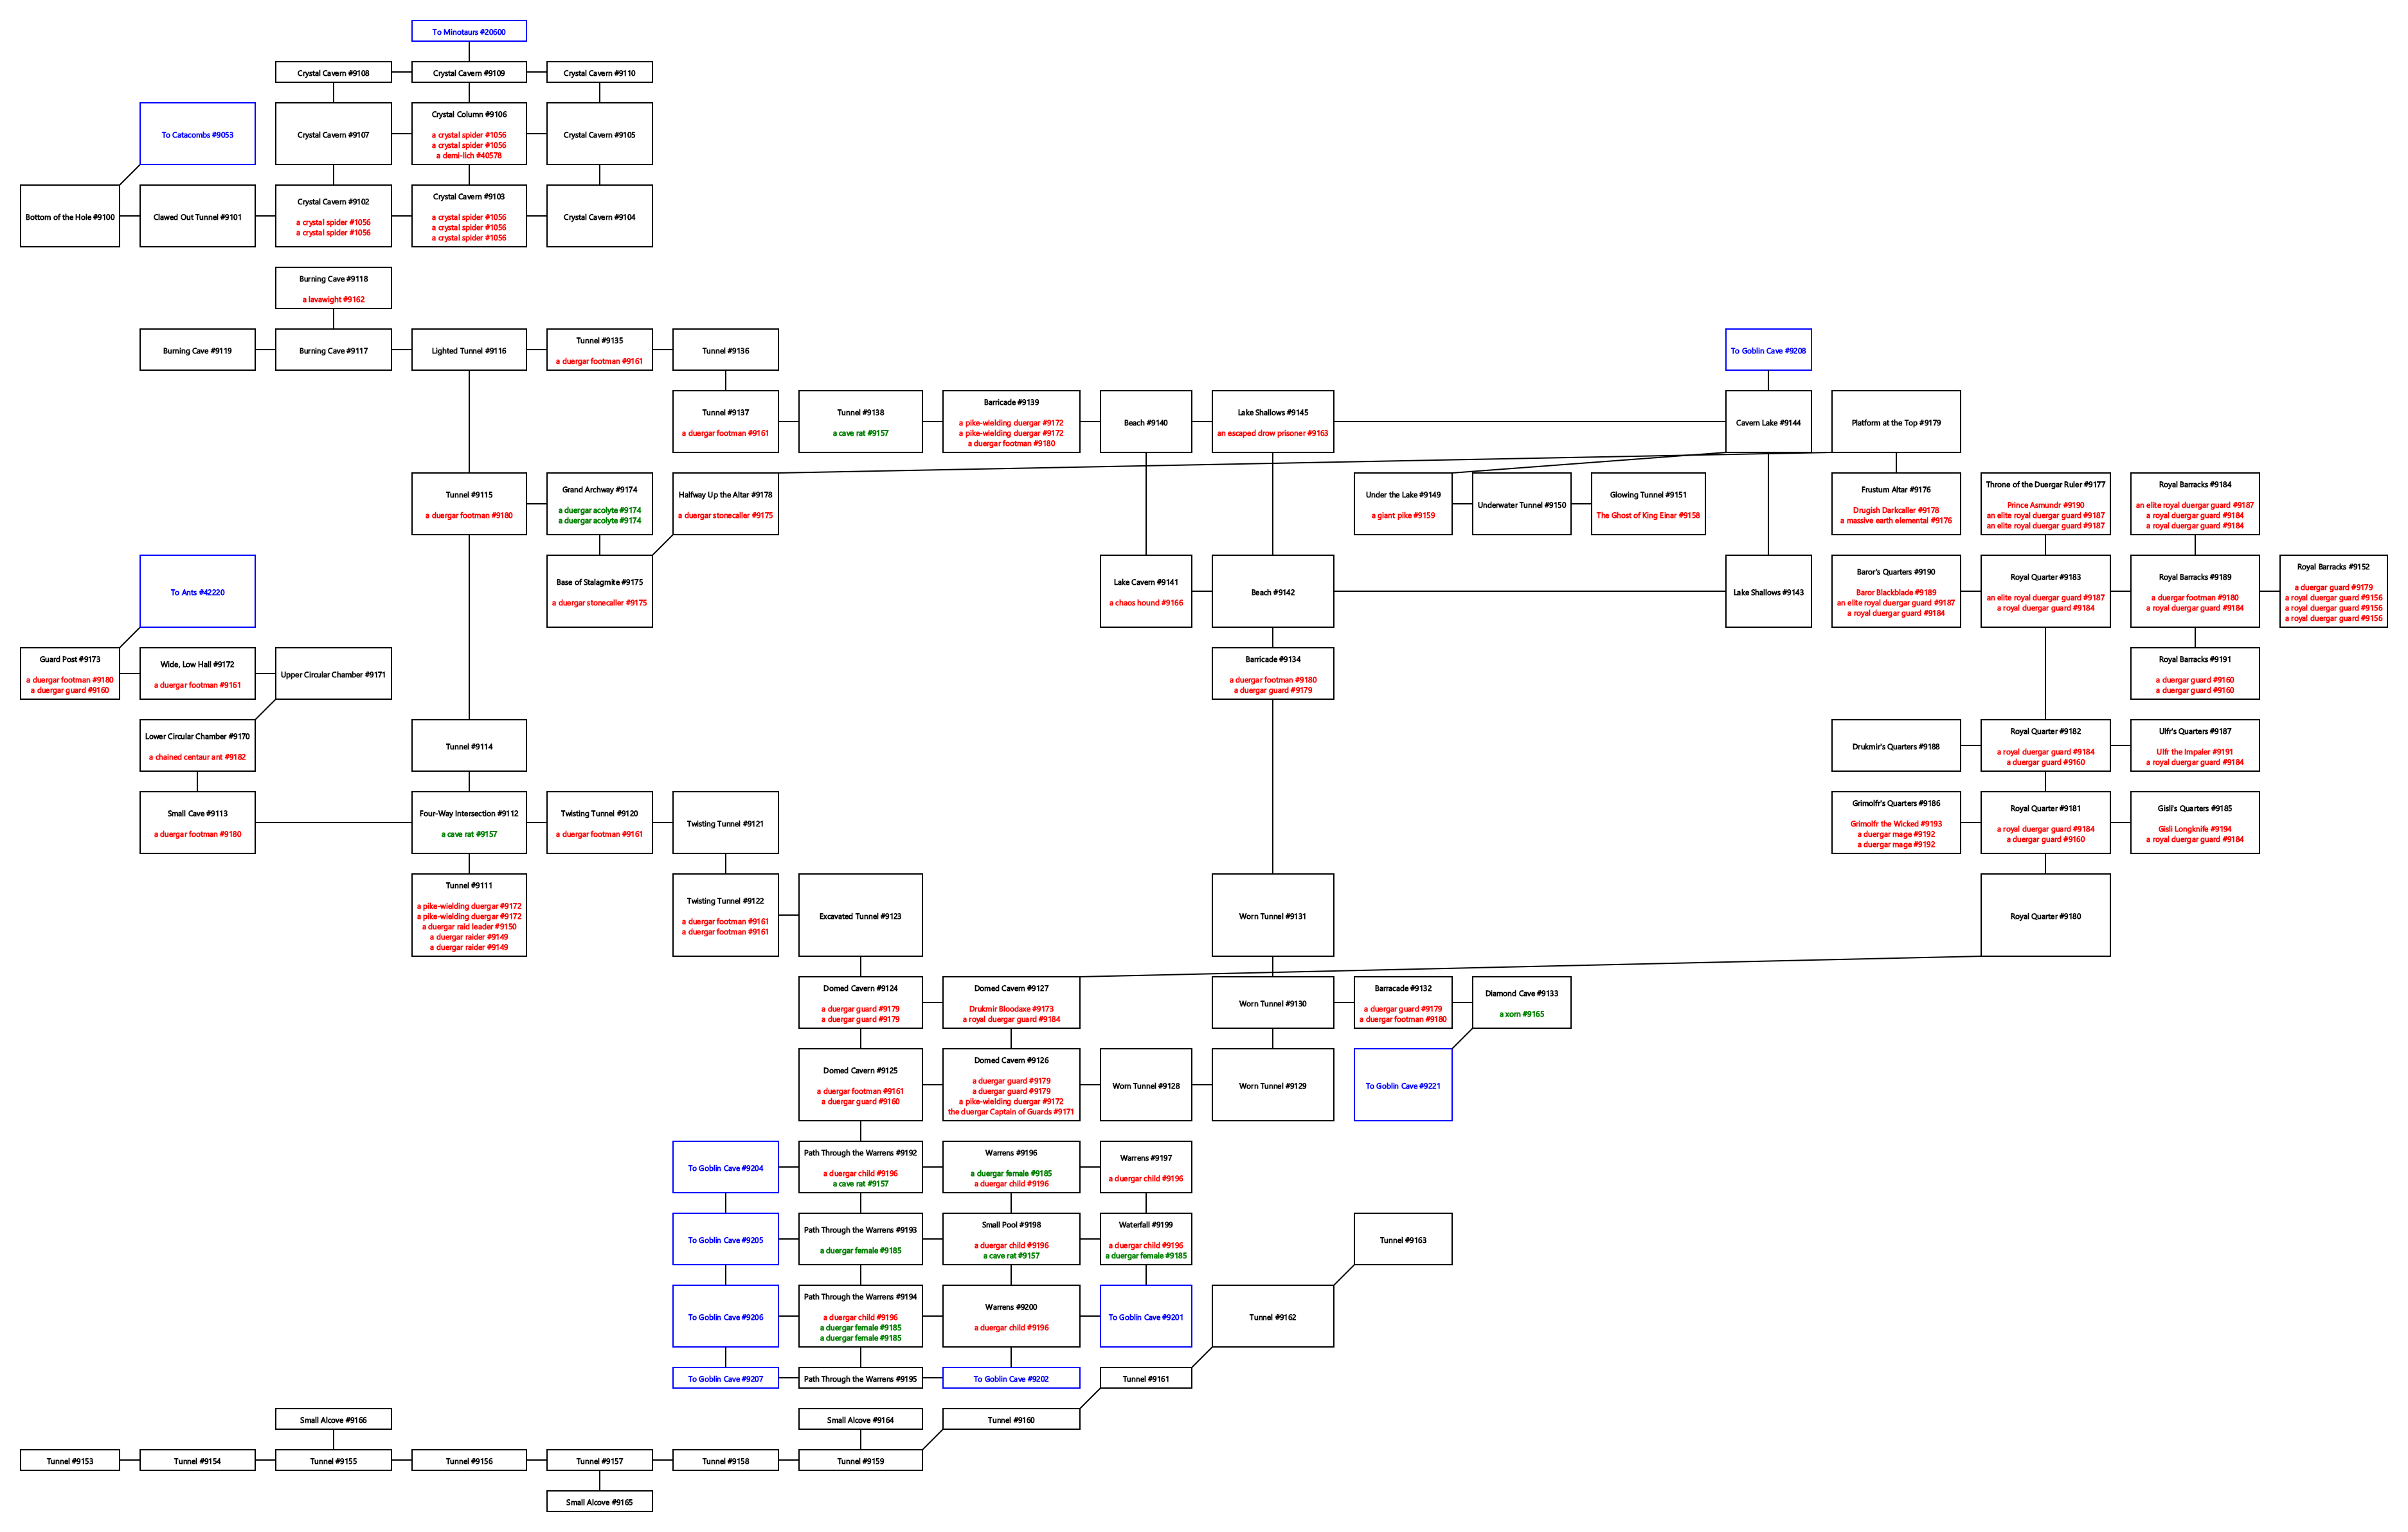 To Minotaurs #20600
Crystal Cavern #9108
Crystal Cavern #9109
Crystal Cavern #9110
To Catacombs #9053
Crystal Cavern #9107
Crystal Column #9106
a crystal spider #1056
a crystal spider #1056
a demi-lich #40578
Crystal Cavern #9105
Bottom of the Hole #9100
Clawed Out Tunnel #9101
Crystal Cavern #9102
a crystal spider #1056
a crystal spider #1056
Crystal Cavern #9103
a crystal spider #1056
a crystal spider #1056
a crystal spider #1056
Crystal Cavern #9104
Burning Cave #9118
a lavawight #9162
Burning Cave #9119
Burning Cave #9117
Lighted Tunnel #9116
Tunnel #9135
a duergar footman #9161
Tunnel #9136
To Goblin Cave #9208
Tunnel #9137
a duergar footman #9161
Tunnel #9138
a cave rat #9157
Barricade #9139
a pike-wielding duergar #9172
a pike-wielding duergar #9172
a duergar footman #9180
Beach #9140
Lake Shallows #9145
an escaped drow prisoner #9163
Cavern Lake #9144
Platform at the Top #9179
Tunnel #9115
a duergar footman #9180
Grand Archway #9174
a duergar acolyte #9174
a duergar acolyte #9174
Halfway Up the Altar #9178
a duergar stonecaller #9175
Under the Lake #9149
a giant pike #9159
Underwater Tunnel #9150
Glowing Tunnel #9151
The Ghost of King Einar #9158
Frustum Altar #9176
Drugish Darkcaller #9178
a massive earth elemental #9176
Throne of the Duergar Ruler #9177
Prince Asmundr #9190
an elite royal duergar guard #9187
an elite royal duergar guard #9187
Royal Barracks #9184
an elite royal duergar guard #9187
a royal duergar guard #9184
a royal duergar guard #9184
To Ants #42220
Base of Stalagmite #9175
a duergar stonecaller #9175
Lake Cavern #9141
a chaos hound #9166
Beach #9142
Lake Shallows #9143
Baror's Quarters #9190
Baror Blackblade #9189
an elite royal duergar guard #9187
a royal duergar guard #9184
Royal Quarter #9183
an elite royal duergar guard #9187
a royal duergar guard #9184
Royal Barracks #9189
a duergar footman #9180
a royal duergar guard #9184
Royal Barracks #9152
a duergar guard #9179
a royal duergar guard #9156
a royal duergar guard #9156
a royal duergar guard #9156
Guard Post #9173
a duergar footman #9180
a duergar guard #9160
Wide, Low Hall #9172
a duergar footman #9161
Upper Circular Chamber #9171
Barricade #9134
a duergar footman #9180
a duergar guard #9179
Royal Barracks #9191
a duergar guard #9160
a duergar guard #9160
Lower Circular Chamber #9170
a chained centaur ant #9182
Tunnel #9114
Drukmir's Quarters #9188
Royal Quarter #9182
a royal duergar guard #9184
a duergar guard #9160
Ulfr's Quarters #9187
Ulfr the Impaler #9191
a royal duergar guard #9184
Small Cave #9113
a duergar footman #9180
Four-Way Intersection #9112
a cave rat #9157
Twisting Tunnel #9120
a duergar footman #9161
Twisting Tunnel #9121
Grimolfr's Quarters #9186
Grimolfr the Wicked #9193
a duergar mage #9192
a duergar mage #9192
Royal Quarter #9181
a royal duergar guard #9184
a duergar guard #9160
Gisli's Quarters #9185
Gisli Longknife #9194
a royal duergar guard #9184
Tunnel #9111
a pike-wielding duergar #9172
a pike-wielding duergar #9172
a duergar raid leader #9150
a duergar raider #9149
a duergar raider #9149
Twisting Tunnel #9122
a duergar footman #9161
a duergar footman #9161
Excavated Tunnel #9123
Worn Tunnel #9131
Royal Quarter #9180
Domed Cavern #9124
a duergar guard #9179
a duergar guard #9179
Domed Cavern #9127
Drukmir Bloodaxe #9173
a royal duergar guard #9184
Worn Tunnel #9130
Barracade #9132
a duergar guard #9179
a duergar footman #9180
Diamond Cave #9133
a xorn #9165
Domed Cavern #9125
a duergar footman #9161
a duergar guard #9160
Domed Cavern #9126
a duergar guard #9179
a duergar guard #9179
a pike-wielding duergar #9172
the duergar Captain of Guards #9171
Worn Tunnel #9128
Worn Tunnel #9129
To Goblin Cave #9221
To Goblin Cave #9204
Path Through the Warrens #9192
a duergar child #9196
a cave rat #9157
Warrens #9196
a duergar female #9185
a duergar child #9196
Warrens #9197
a duergar child #9196
To Goblin Cave #9205
Path Through the Warrens #9193
a duergar female #9185
Small Pool #9198
a duergar child #9196
a cave rat #9157
Waterfall #9199
a duergar child #9196
a duergar female #9185
Tunnel #9163
To Goblin Cave #9206
Path Through the Warrens #9194
a duergar child #9196
a duergar female #9185
a duergar female #9185
Warrens #9200
a duergar child #9196
To Goblin Cave #9201
Tunnel #9162
To Goblin Cave #9207
Path Through the Warrens #9195
To Goblin Cave #9202
Tunnel #9161
Small Alcove #9166
Small Alcove #9164
Tunnel #9160
Tunnel #9153
Tunnel #9154
Tunnel #9155
Tunnel #9156
Tunnel #9157
Tunnel #9158
Tunnel #9159
Small Alcove #9165